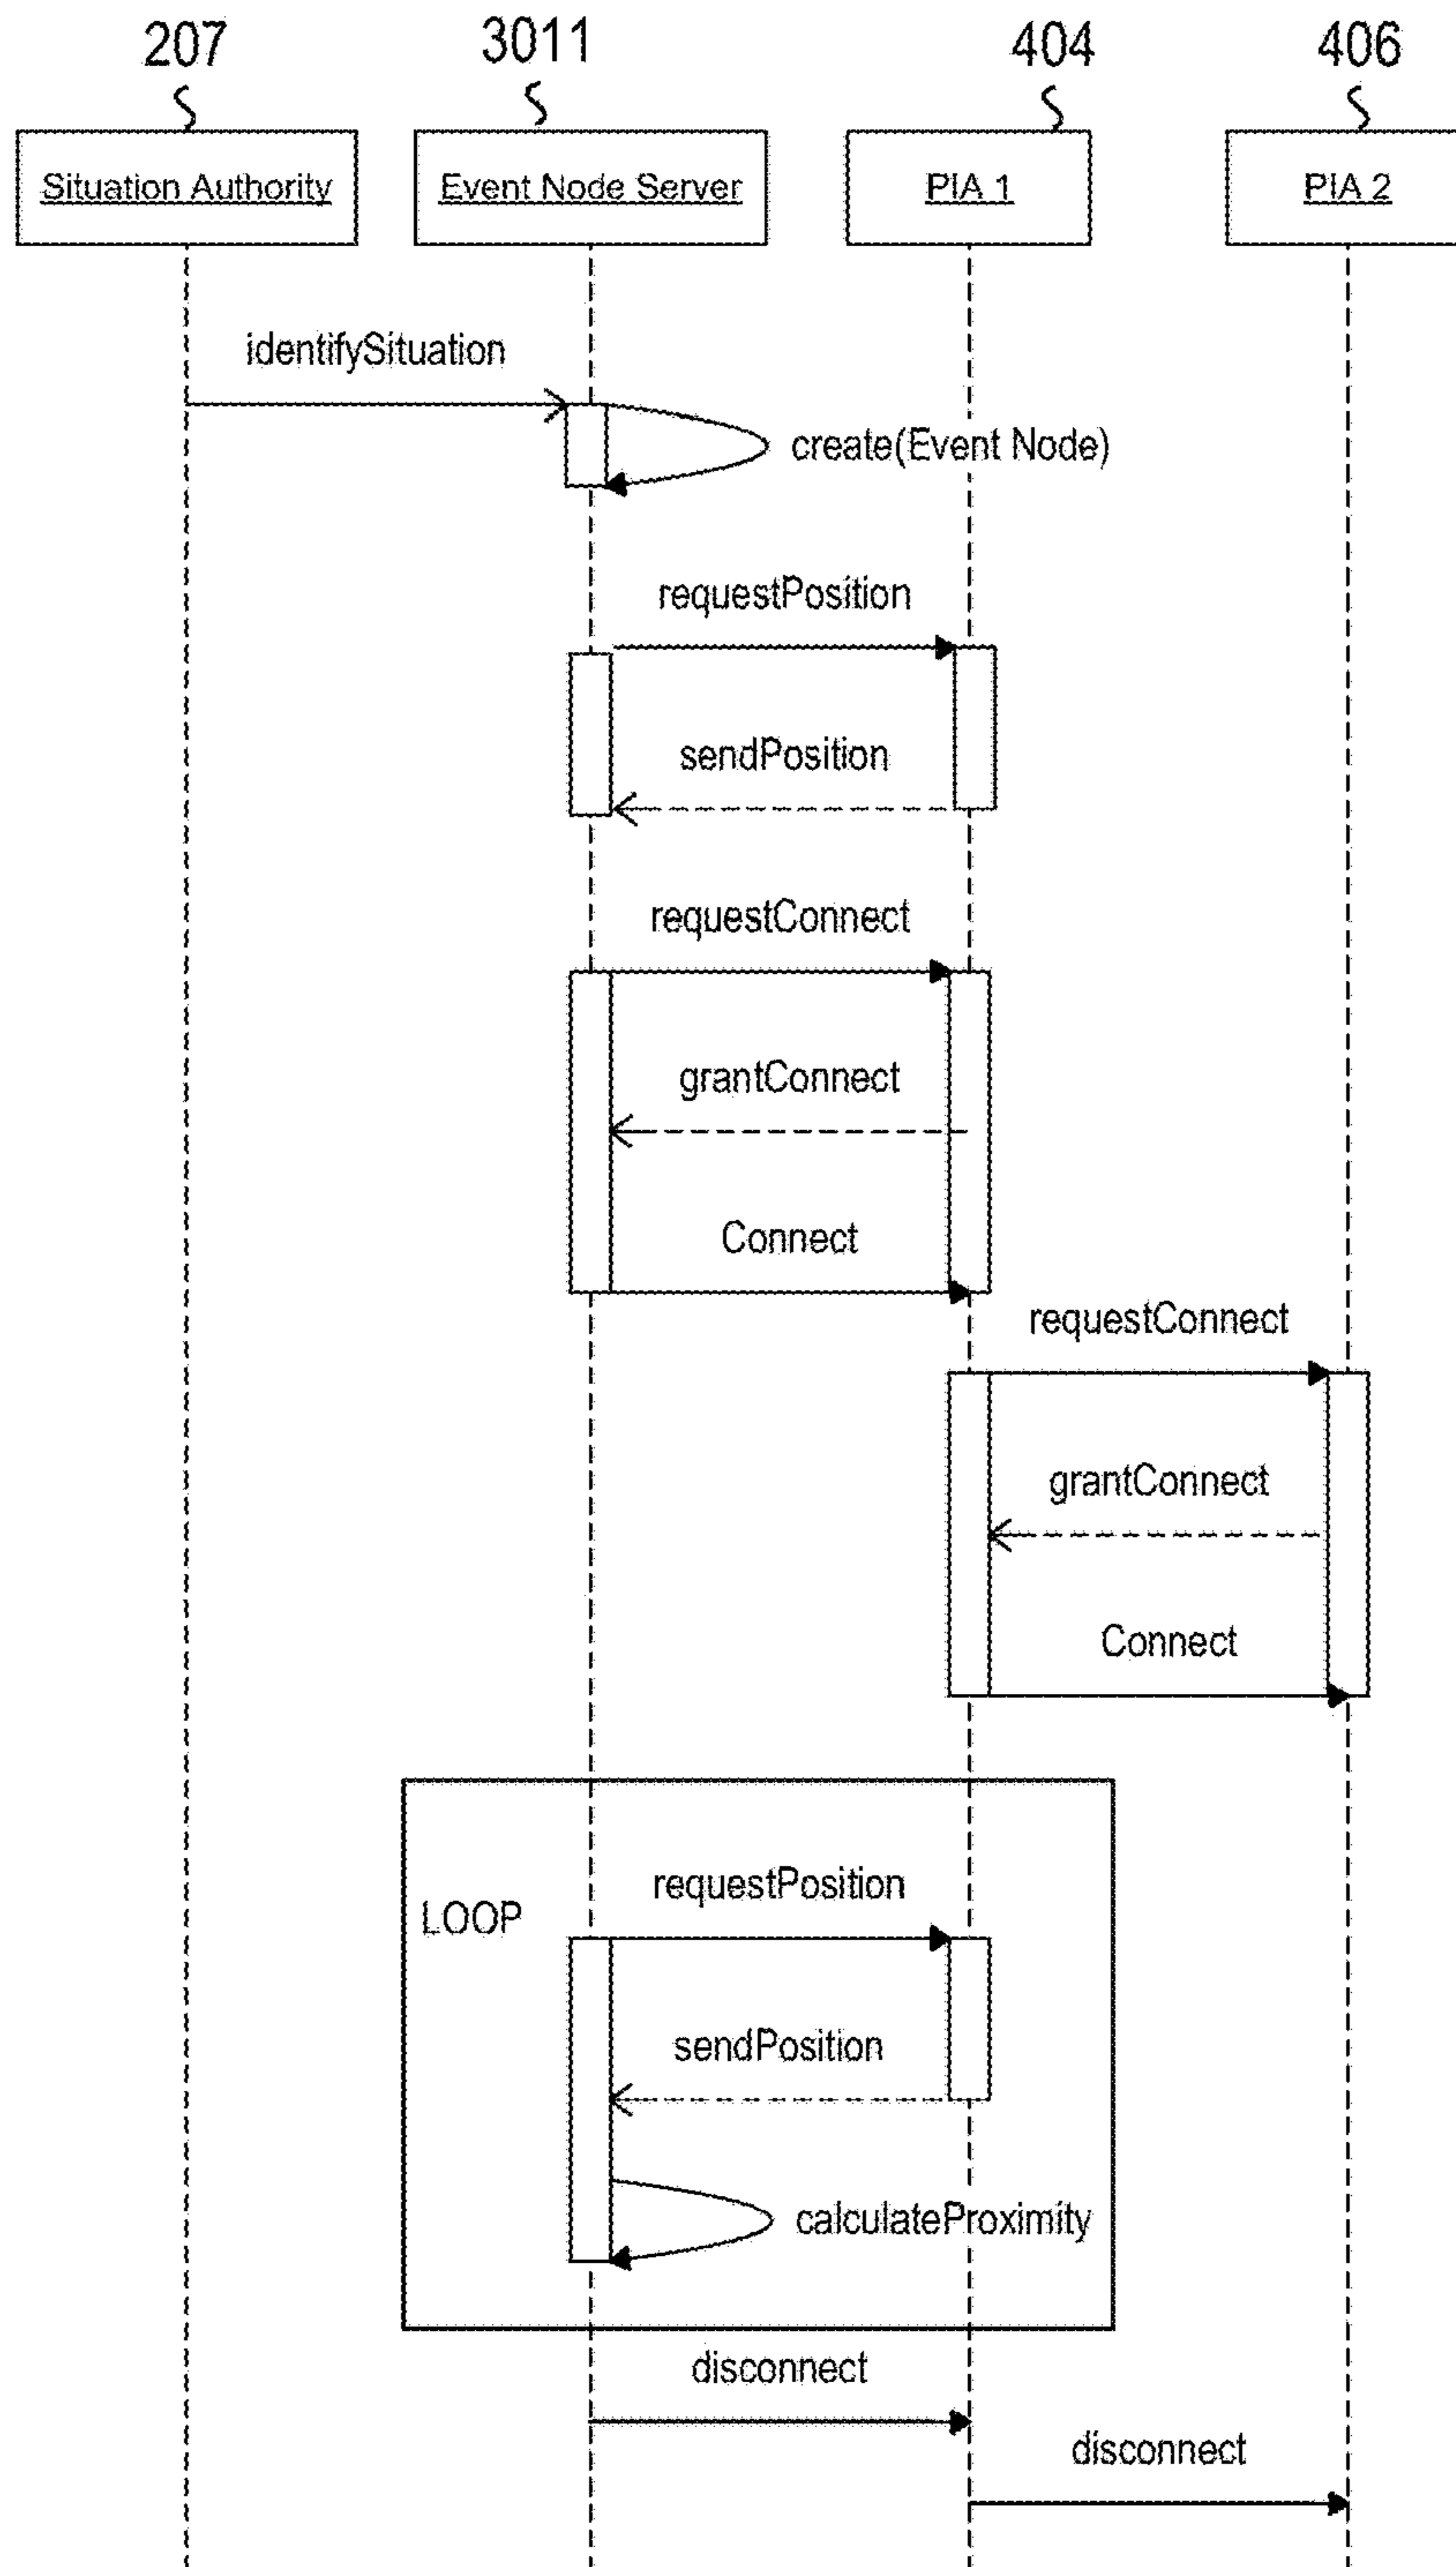 207 3011 404 406
Situation Authority Event Node Server PIA 1 PIA 2
identifySituation
create(Event Node)
requestPosition
sendPosition
requestConnect
grantConnect
Connect
requestConnect
grantConnect
Connect
requestPosition
LOOP
sendPosition
calculateProximity
disconnect
disconnect